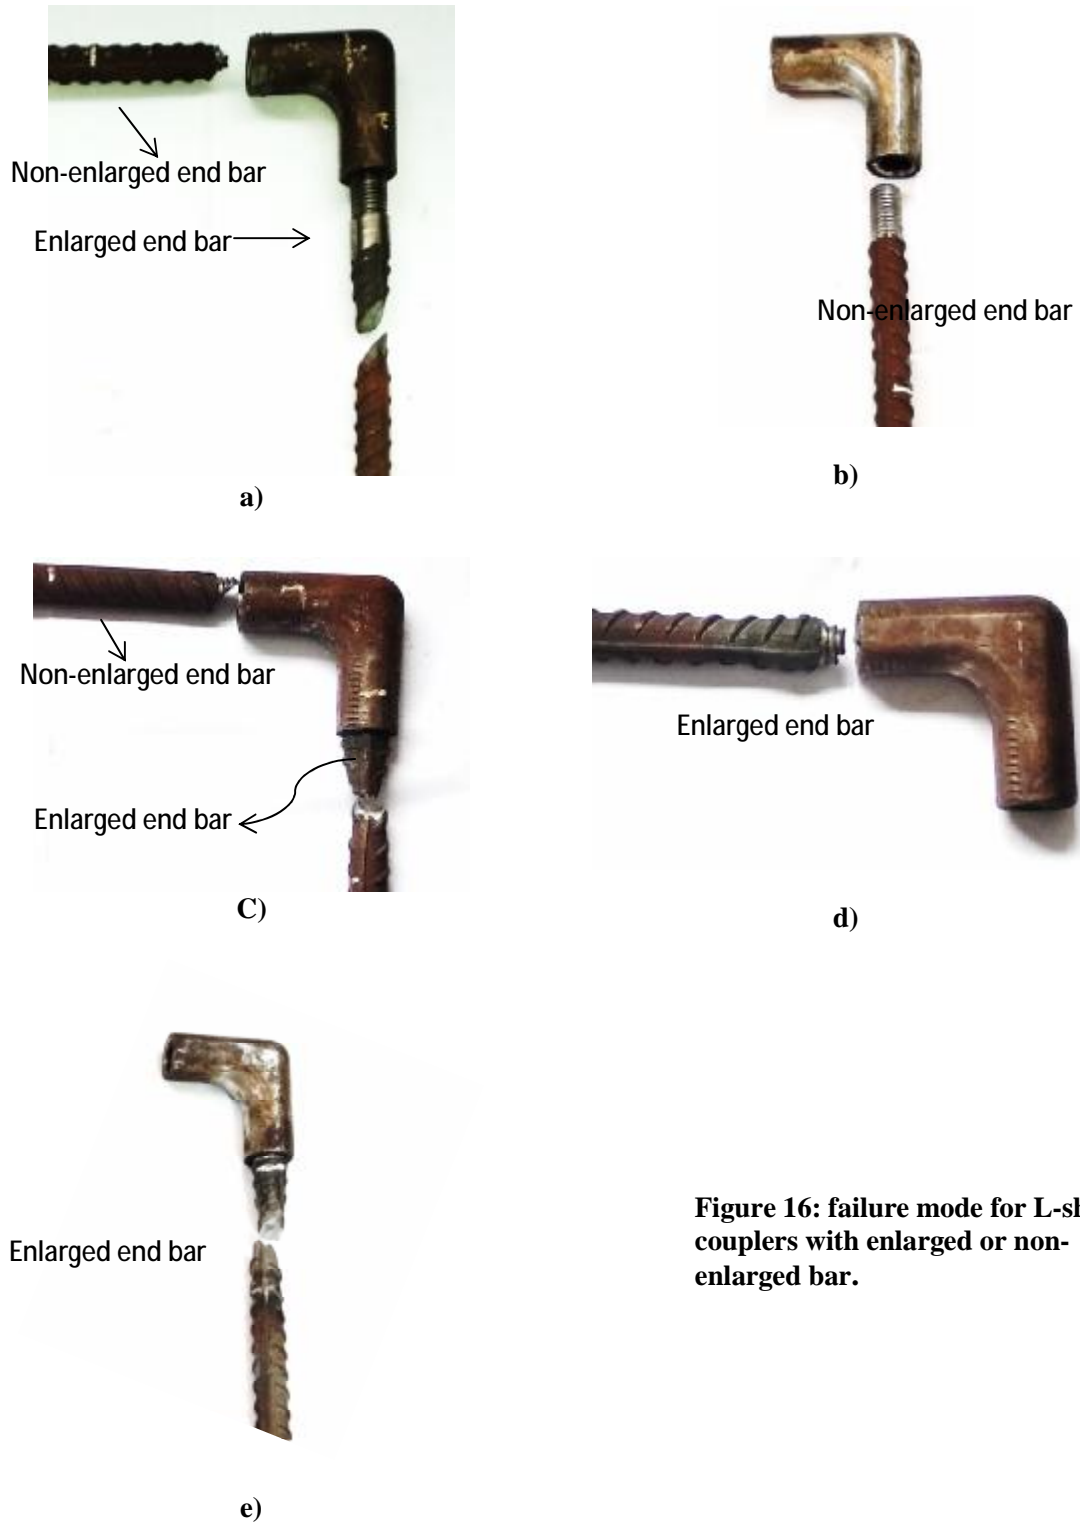 Non-enlarged end bar
Enlarged end bar
a)
Non-enlarged end bar
b)
Non-enlarged end bar
Enlarged end bar
C)
Enlarged end bar
d)
Enlarged end bar
e)
Figure 16: failure mode for L-sh
couplers with enlarged or non-
enlarged bar.